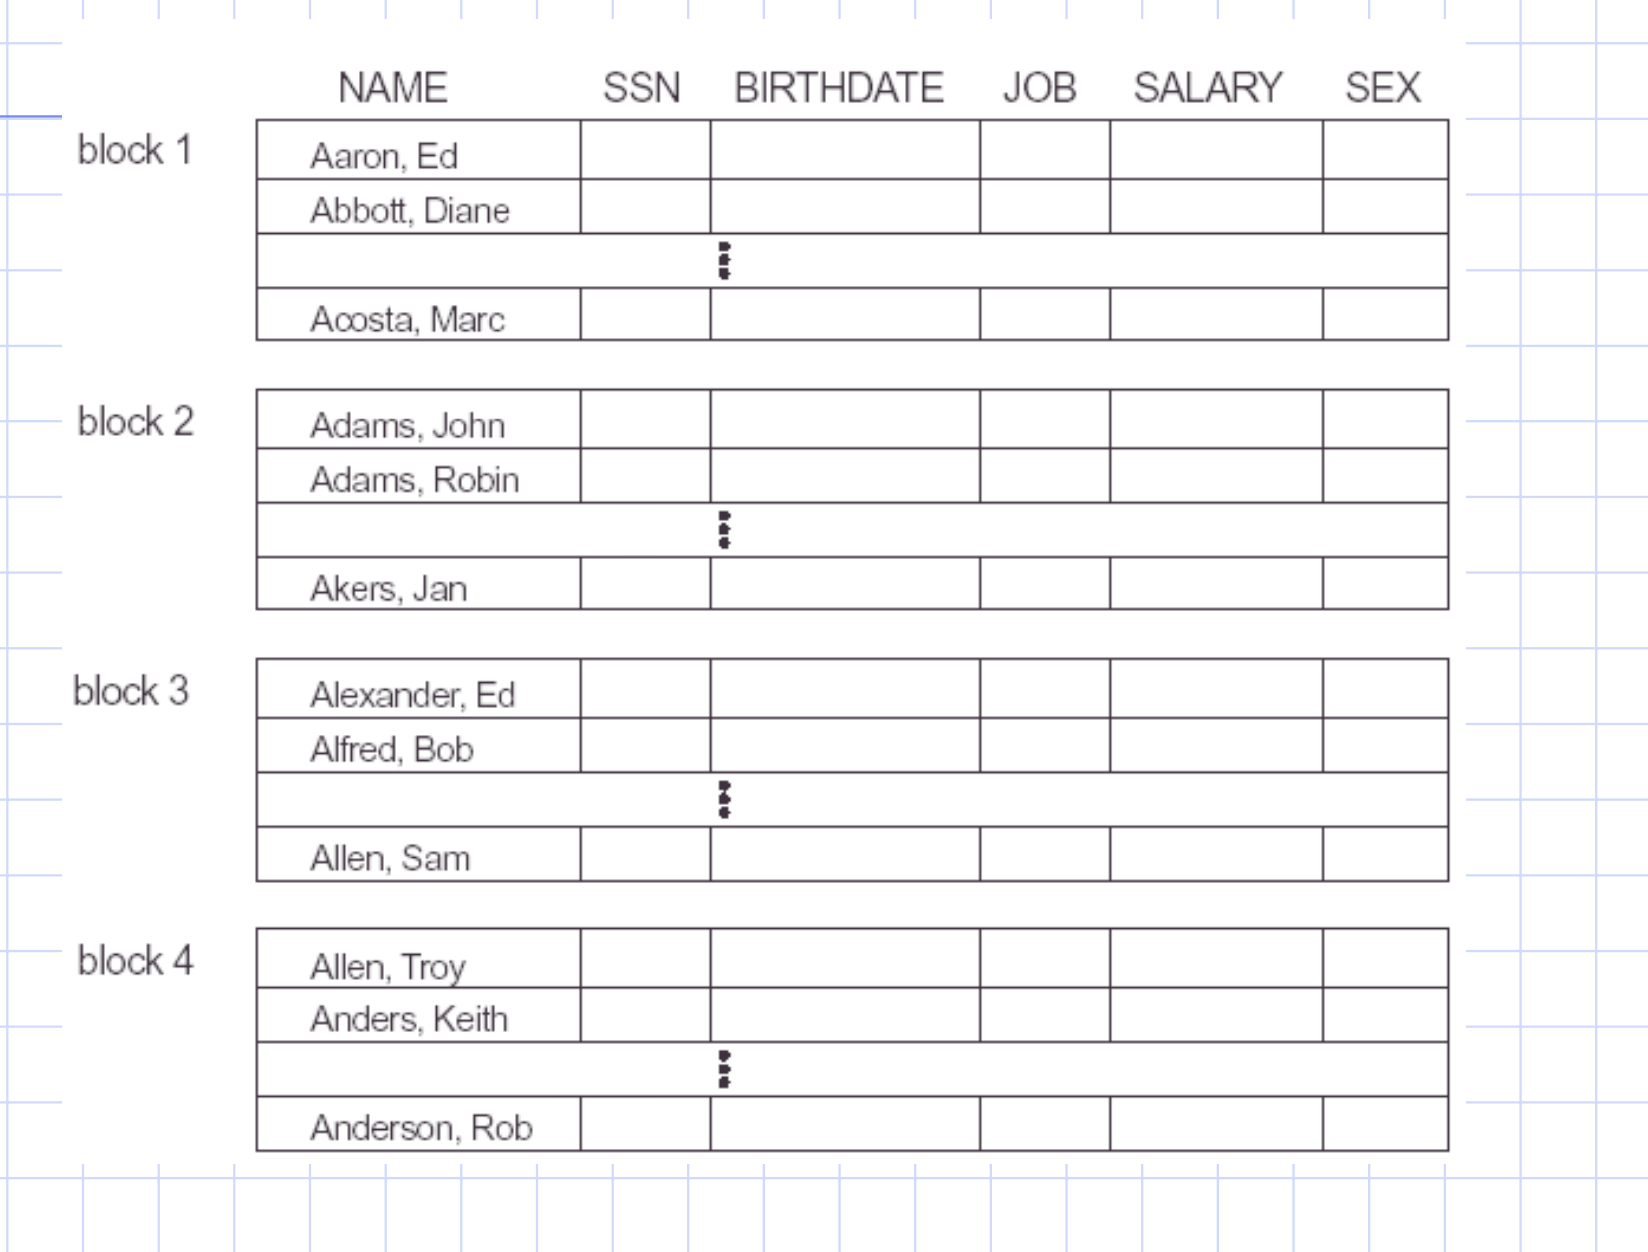 NAME SSN BIRTHDATE JOB SALARY SEX
block 1
Aaron, Ed
Abbott, Diane
Acosta, Marc
block 2
Adams, John
Adams, Robin
Akers, Jan
block 3
Alexander, Ed
Alfred, Bob
Allen, Sam
block 4
Allen, Troy
Anders, Keith
Anderson, Rob